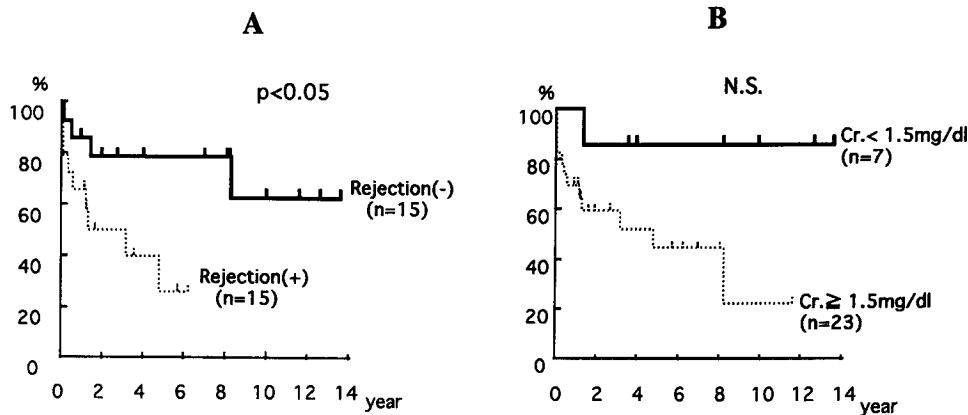 A
%
p<0.05
100
80
60
40
20
0
Rejection(-)
(n=15)
Rejection(+)
(n=15)
0 2 4 6 8 10 12 14 year
B
%
N.S.
100
80
60
40
20
0
Cr.< 1.5mg/dl
(n=7)
Cr.≧ 1.5mg/dl
(n=23)
0 2 4 6 8 10 12 14 year